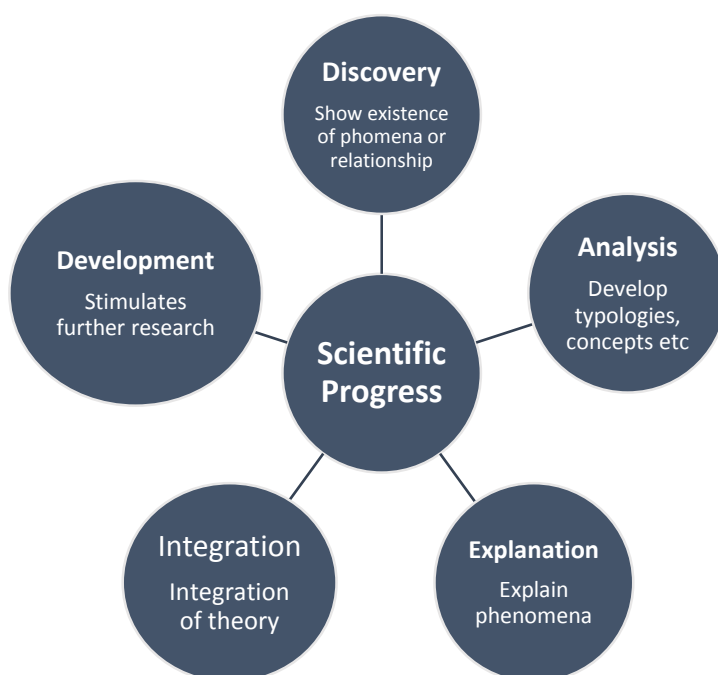 Discovery
Show existence
of phomena or
relationship
Analysis
Develop
typologies,
concepts etc
Explanation
Explain
phenomena
Integration
Integration
of theory
Development
Stimulates
further research
Scientific
Progress